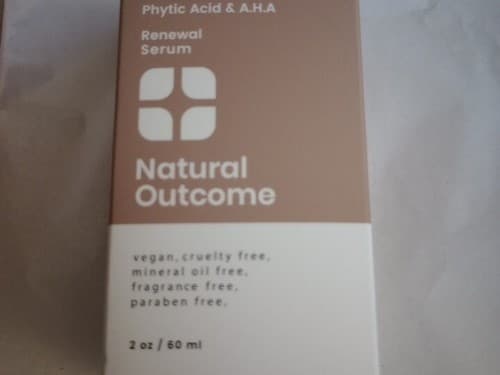 Phytic Acid & A.H.A
Renewal
Serum
Natural
Outcome
vegan, cruelty free,
mineral oil free,
fragrance free,
paraben free,
2 oz / 60 ml